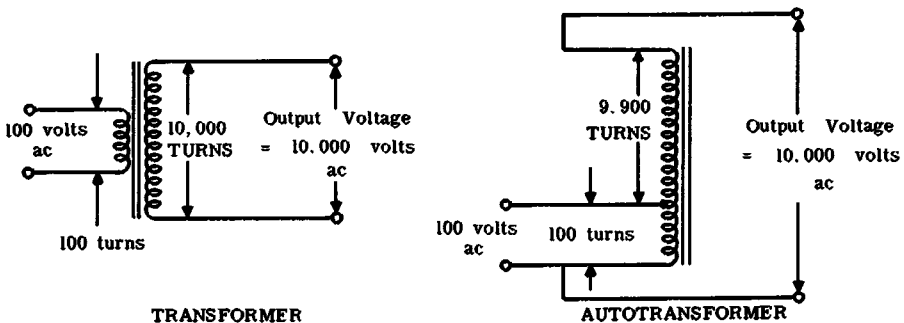 100 volts
ac
100 turns
10,000
TURNS
Output Voltage
= 10.000 volts
ac
TRANSFORMER
9.900
TURNS
100 volts
ac
100 turns
Output Voltage
= 10.000 volts
ac
AUTOTRANSFORMER